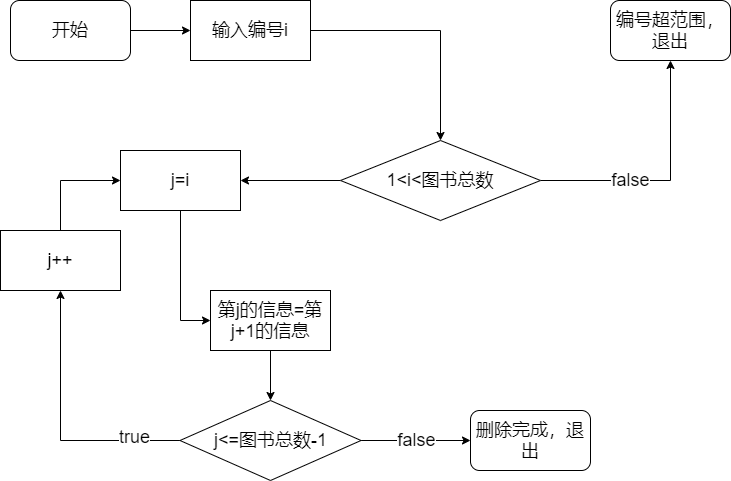 开始
输入编号i
编号超范围，
退出
j=i
1<i<图书总数
false
j++
第j的信息=第
j+1的信息
true
j<=图书总数-1
false
删除完成，退
出